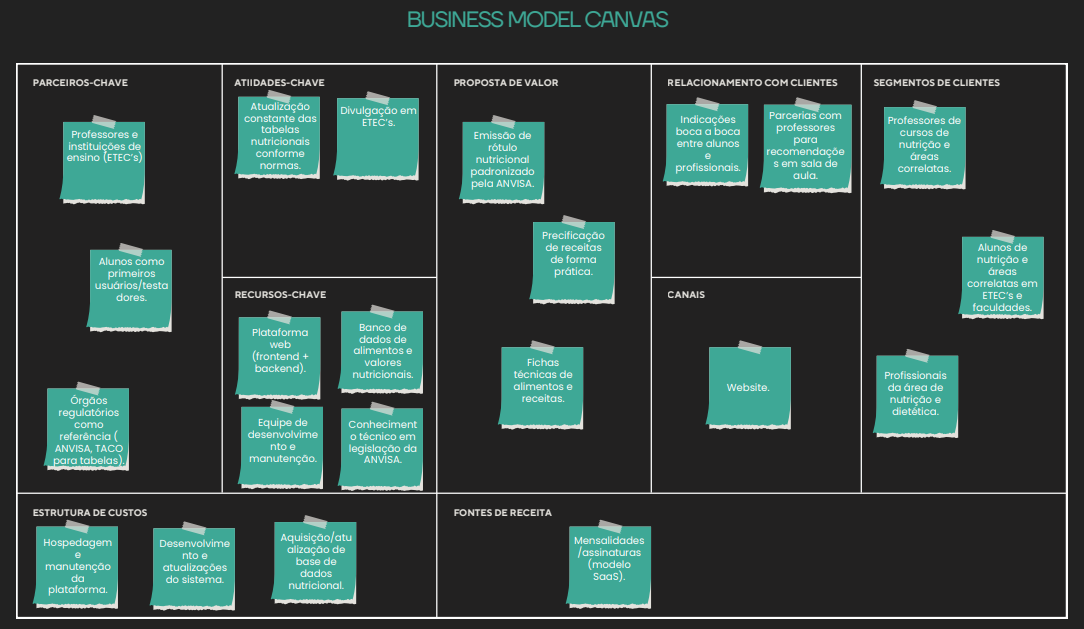 BUSINESS MODEL CANVAS
PARCEIROS-CHAVE
Professores e
instituições de
ensino (ETEC's)
Alunos como
primeiros
usuários/testa
dores.
Órgãos
regulatórios
como
referência (
ANVISA, TACO
para tabelas).
ATIIDADES-CHAVE
Atualização
constante das
tabelas
nutricionais
conforme
normas.
Divulgação em
ETEC's.
RECURSOS-CHAVE
Plataforma
web
(frontend +
backend).
Banco de
dados de
alimentos e
valores
nutricionais.
Equipe de
desenvolvime
nto e
manutenção.
Conheciment
o técnico em
legislação da
ANVISA.
PROPOSTA DE VALOR
Emissão de
rótulo
nutricional
padronizado
pela ANVISA.
Precificação
de receitas
de forma
prática.
Fichas
técnicas de
alimentos e
receitas.
RELACIONAMENTO COM CLIENTES
Indicações
boca a boca
entre alunos
e
profissionais.
Parcerias com
professores
para
recomendaçõe
s em sala de
aula.
CANAIS
Website.
SEGMENTOS DE CLIENTES
Professores de
cursos de
nutrição e
áreas
correlatas.
Alunos de
nutrição e
áreas
correlatas em
ETEC's e
faculdades.
Profissionais
da área de
nutrição e
dietética.
ESTRUTURA DE CUSTOS
Hospedagem
e
manutenção
da
plataforma.
Desenvolvime
nto e
atualizações
do sistema.
Aquisição/atu
alização de
base de
dados
nutricional.
FONTES DE RECEITA
Mensalidades
/assinaturas
(modelo
SaaS).